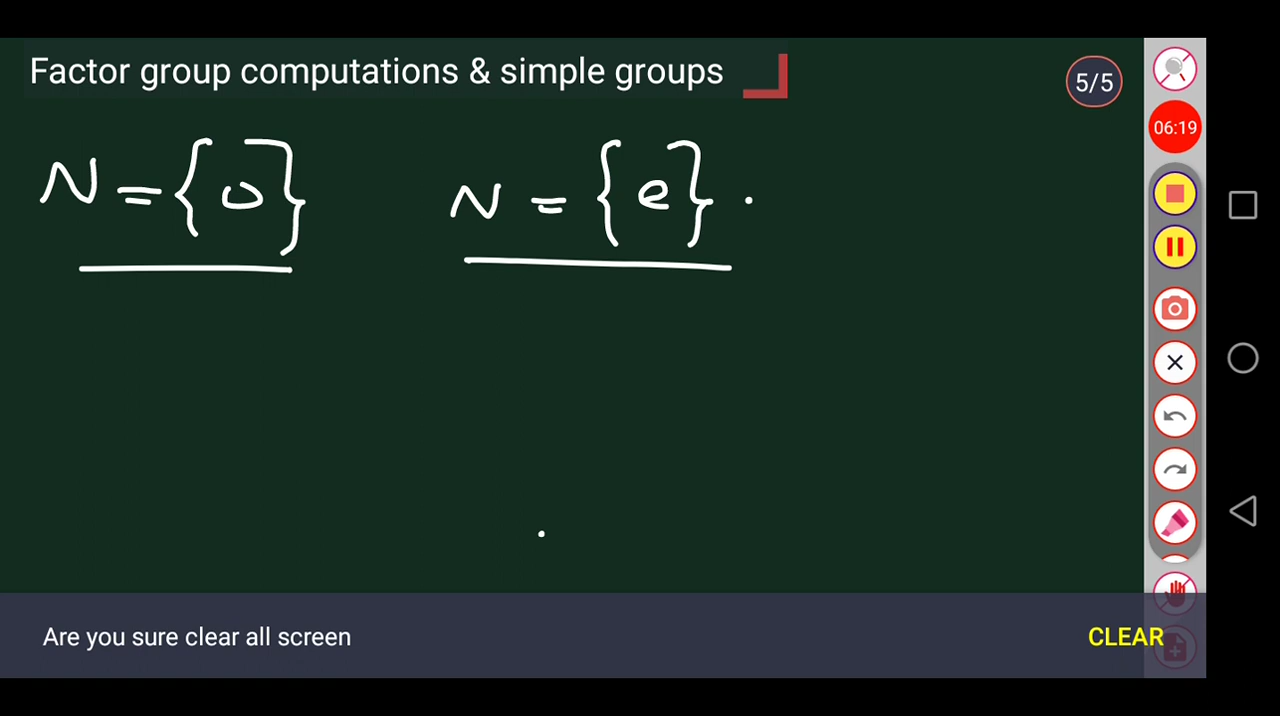 Factor group computations & simple groups
5/5
06:19
N = {0}
N = {e}.
Are you sure clear all screen
CLEAR